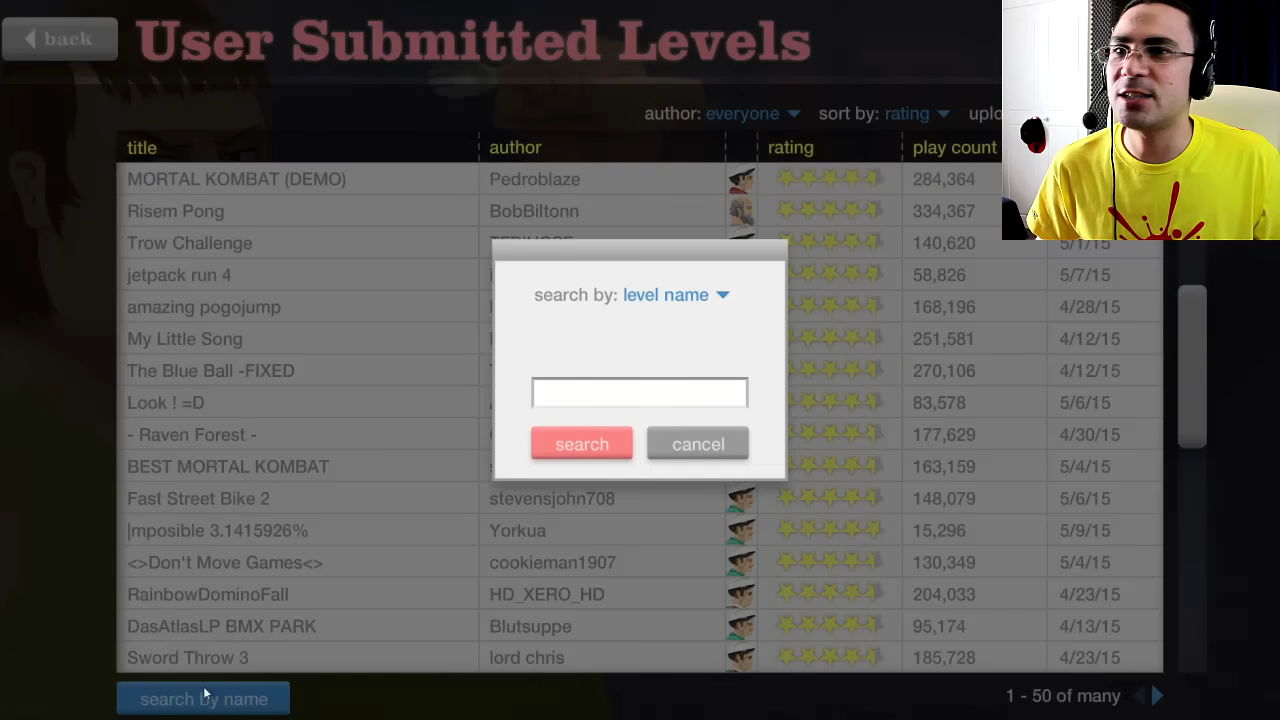 back
User Submitted Levels
author: everyone sort by: rating uplo
title author rating play count
MORTAL KOMBAT (DEMO) Pedroblaze 284,364
Risem Pong BobBiltonn 334,367
Trow Challenge 140,620 5/1/15
jetpack run 4 58,826 5/7/15
amazing pogojump 168,196 4/28/15
My Little Song 251,581 4/12/15
The Blue Ball -FIXED 270,106 4/12/15
Look ! =D 83,578 5/6/15
- Raven Forest - 177,629 4/30/15
BEST MORTAL KOMBAT 163,159 5/4/15
Fast Street Bike 2 stevensjohn708 148,079 5/6/15
|mposible 3.1415926% Yorkua 15,296 5/9/15
<>Don't Move Games<> cookieman1907 130,349 5/4/15
RainbowDominoFall HD_XERO_HD 204,033 4/23/15
DasAtlasLP BMX PARK Blutsuppe 95,174 4/13/15
Sword Throw 3 lord chris 185,728 4/23/15
search by: level name
search cancel
search by name 1 - 50 of many